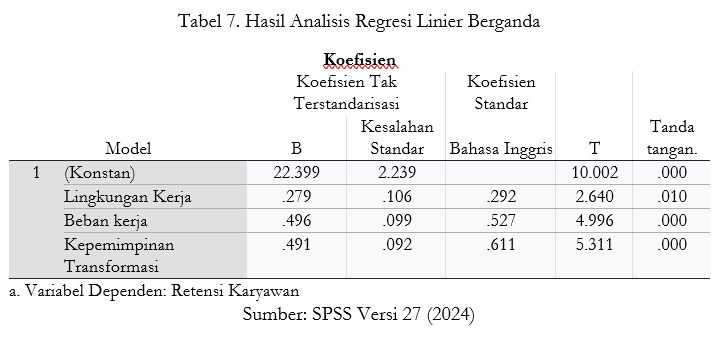 Tabel 7. Hasil Analisis Regresi Linier Berganda
Koefisien
Koefisien Tak Terstandarisasi Koefisien Standar
Model B Kesalahan Standar Bahasa Inggris T Tanda tangan.
1 (Konstan) 22.399 2.239 10.002 .000
Lingkungan Kerja .279 .106 .292 2.640 .010
Beban kerja .496 .099 .527 4.996 .000
Kepemimpinan Transformasi .491 .092 .611 5.311 .000
a. Variabel Dependen: Retensi Karyawan
Sumber: SPSS Versi 27 (2024)